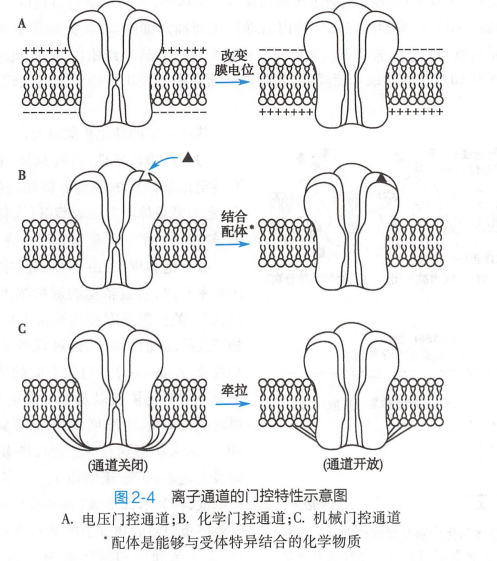 A
+++++
+++++
改变
膜电位
-----
-----
-----
-----
+++++
+++++
B
结合
配体*
C
牵拉
(通道关闭)
(通道开放)
图2-4 离子通道的门控特性示意图
A. 电压门控通道;B. 化学门控通道;C. 机械门控通道
*配体是能够与受体特异结合的化学物质